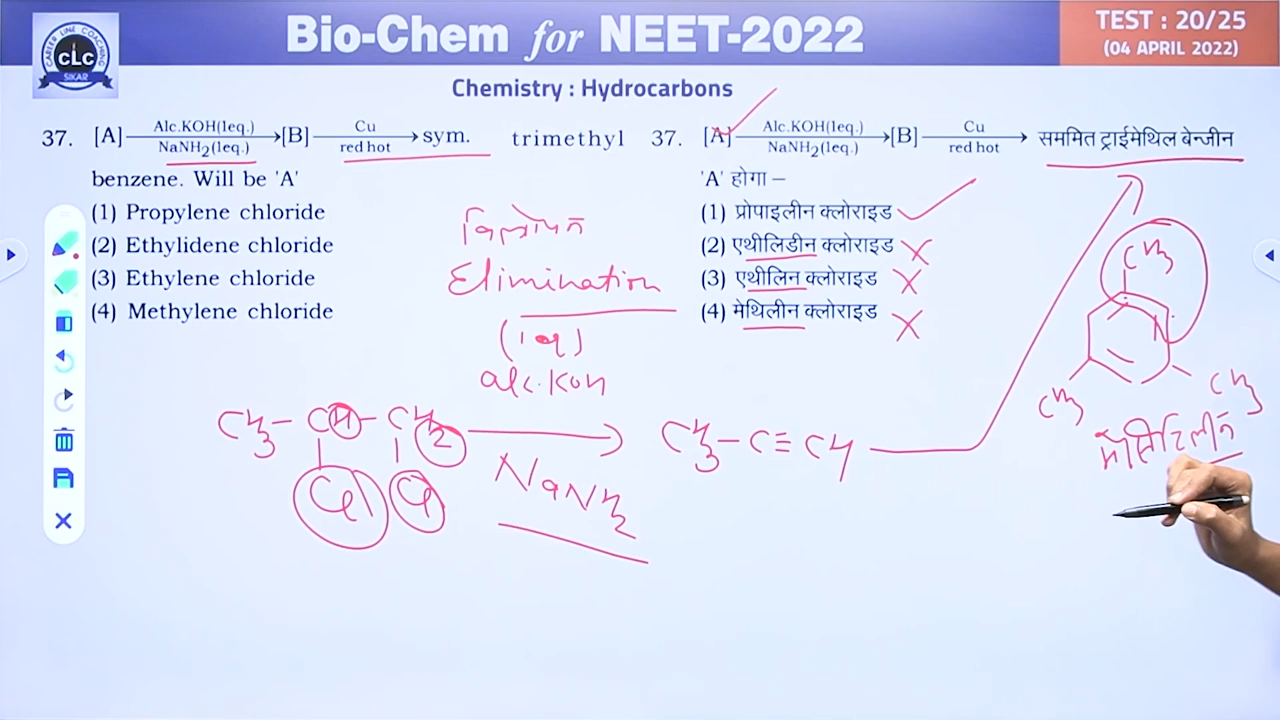 CAREER LINE COACHING
CLC
SIKAR
Bio-Chem for NEET-2022
TEST : 20/25
(04 APRIL 2022)
Chemistry : Hydrocarbons
37. [A] Alc.KOH(1eq.) NaNH₂(1eq.) → [B] Cu red hot → sym. trimethyl
benzene. Will be 'A'
(1) Propylene chloride
(2) Ethylidene chloride
(3) Ethylene chloride
(4) Methylene chloride
37. [A] Alc.KOH(1eq.) NaNH₂(1eq.) → [B] Cu red hot → सममित ट्राईमेथिल बेन्जीन
'A' होगा –
(1) प्रोपाइलीन क्लोराइड
(2) एथीलिडीन क्लोराइड
(3) एथीलिन क्लोराइड
(4) मेथिलीन क्लोराइड
विलोपन
Elimination
(1eq)
alc.KOH
CH₃ – CH – CH₂
Cl Cl
NaNH₂
CH₃ – C ≡ CH
CH₃
CH₃ CH₃